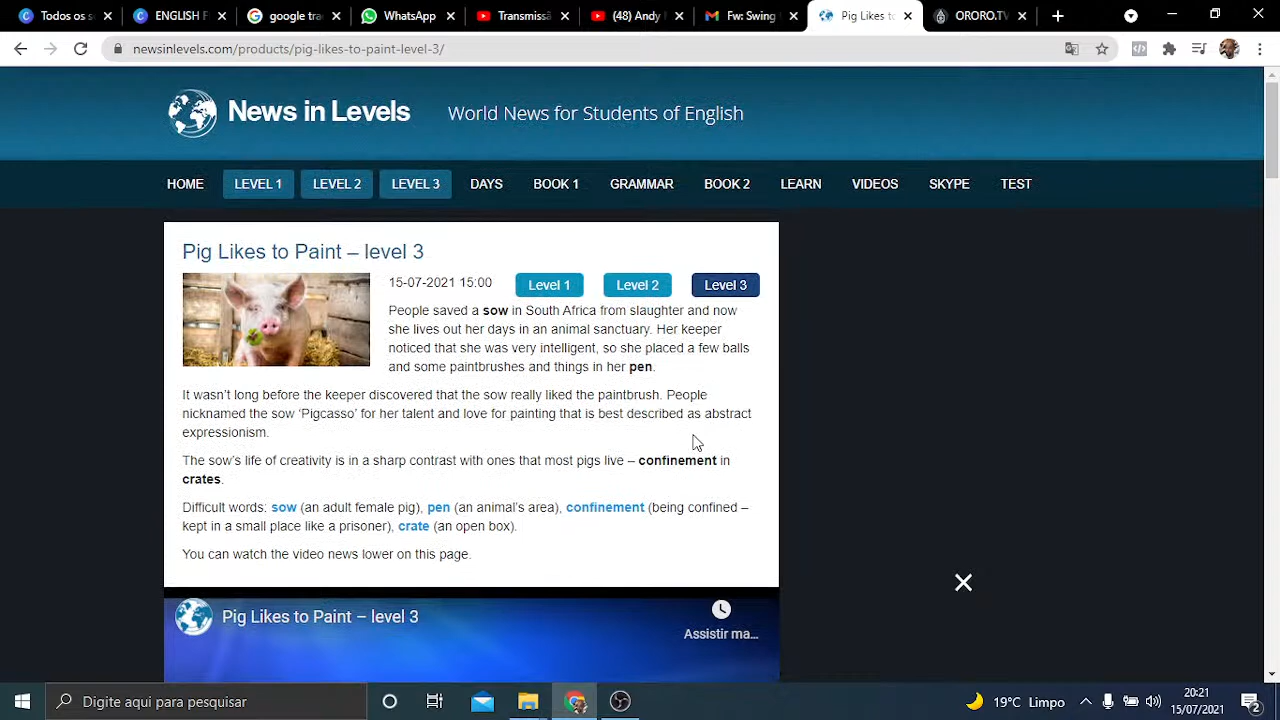 Todos os s
ENGLISH F
google tra
WhatsApp
Transmissã
(48) Andy
Fw: Swing
Pig Likes to
ORORO.TV
newsinlevels.com/products/pig-likes-to-paint-level-3/
News in Levels
World News for Students of English
HOME LEVEL 1 LEVEL 2 LEVEL 3 DAYS BOOK 1 GRAMMAR BOOK 2 LEARN VIDEOS SKYPE TEST
Pig Likes to Paint – level 3
15-07-2021 15:00 Level 1 Level 2 Level 3
People saved a sow in South Africa from slaughter and now
she lives out her days in an animal sanctuary. Her keeper
noticed that she was very intelligent, so she placed a few balls
and some paintbrushes and things in her pen.
It wasn't long before the keeper discovered that the sow really liked the paintbrush. People
nicknamed the sow 'Pigcasso' for her talent and love for painting that is best described as abstract
expressionism.
The sow's life of creativity is in a sharp contrast with ones that most pigs live – confinement in
crates.
Difficult words: sow (an adult female pig), pen (an animal's area), confinement (being confined –
kept in a small place like a prisoner), crate (an open box).
You can watch the video news lower on this page.
Pig Likes to Paint – level 3
Assistir ma...
Digite aqui para pesquisar
19°C Limpo
20:21
15/07/2021
2